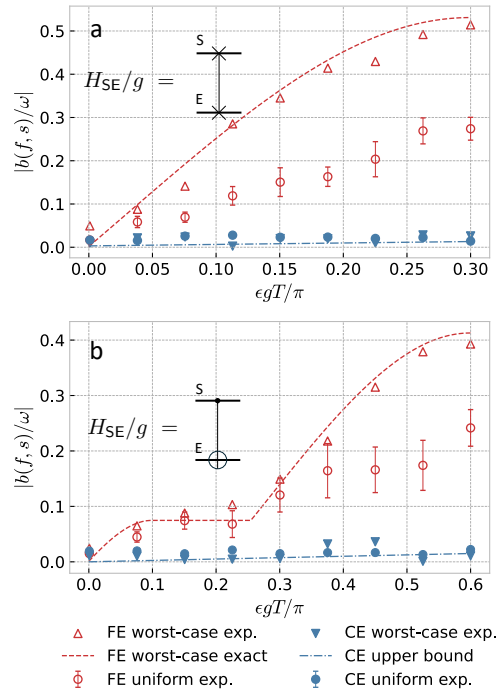 a
S
H_SE/g =
E
|b(f, s)/ω|
0.5
0.4
0.3
0.2
0.1
0.0
0.00 0.05 0.10 0.15 0.20 0.25 0.30
ϵgT/π
b
S
H_SE/g =
E
|b(f, s)/ω|
0.4
0.3
0.2
0.1
0.0
0.0 0.1 0.2 0.3 0.4 0.5 0.6
ϵgT/π
FE worst-case exp. CE worst-case exp.
FE worst-case exact CE upper bound
FE uniform exp. CE uniform exp.